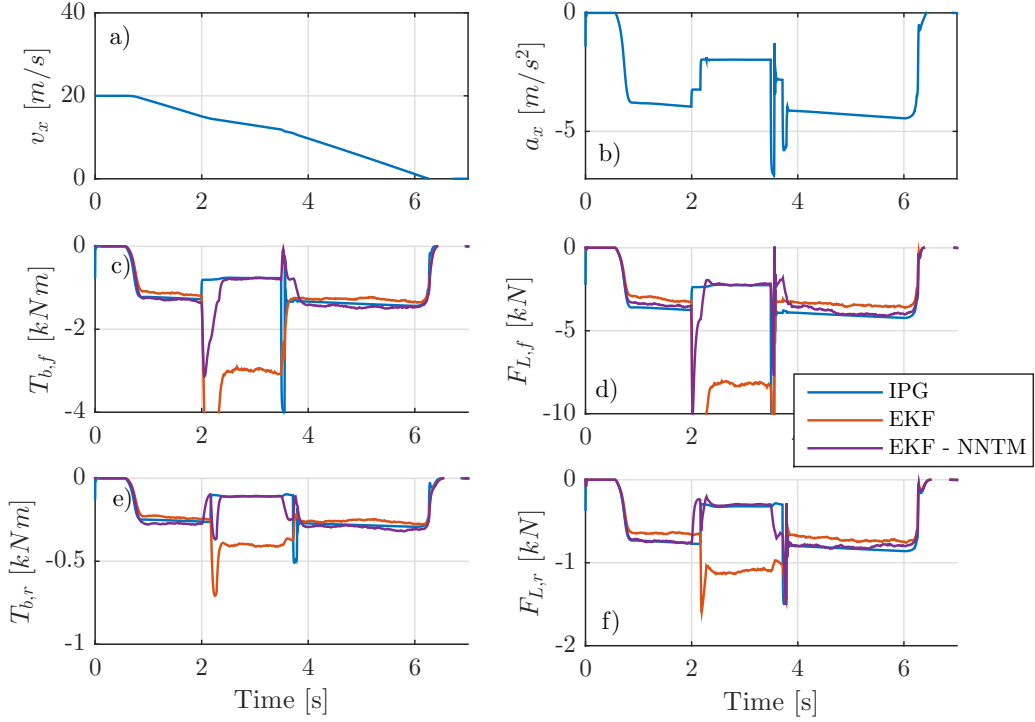 40
20
0
v_x [m/s]
a)
0 2 4 6
0
-5
a_x [m/s²]
b)
0 2 4 6
0
-2
-4
T_{b,f} [kNm]
c)
0 2 4 6
0
-5
-10
F_{L,f} [kN]
d)
0 2 4 6
IPG
EKF
EKF - NNTM
0
-0.5
-1
T_{b,r} [kNm]
e)
0 2 4 6
Time [s]
0
-1
-2
F_{L,r} [kN]
f)
0 2 4 6
Time [s]